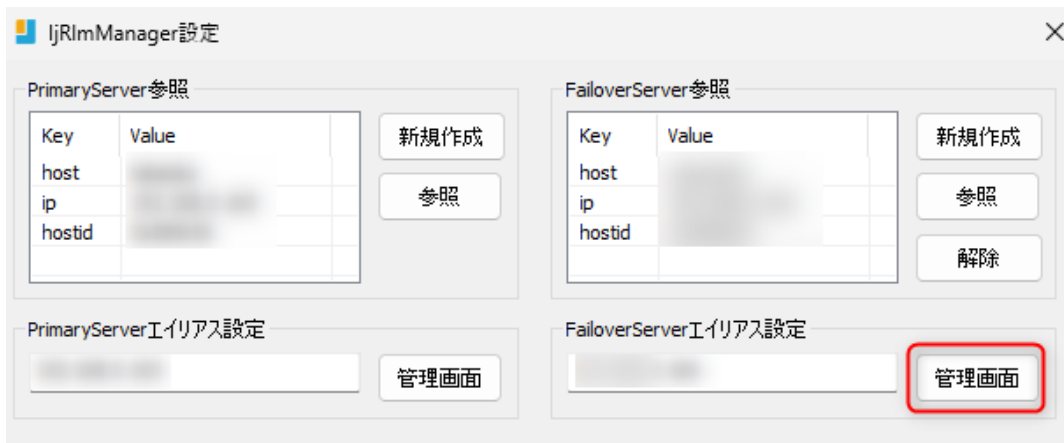 IjRlmManager設定
PrimaryServer参照
Key Value
host
ip
hostid
新規作成
参照
FailoverServer参照
Key Value
host
ip
hostid
新規作成
参照
解除
PrimaryServerエイリアス設定
管理画面
FailoverServerエイリアス設定
管理画面